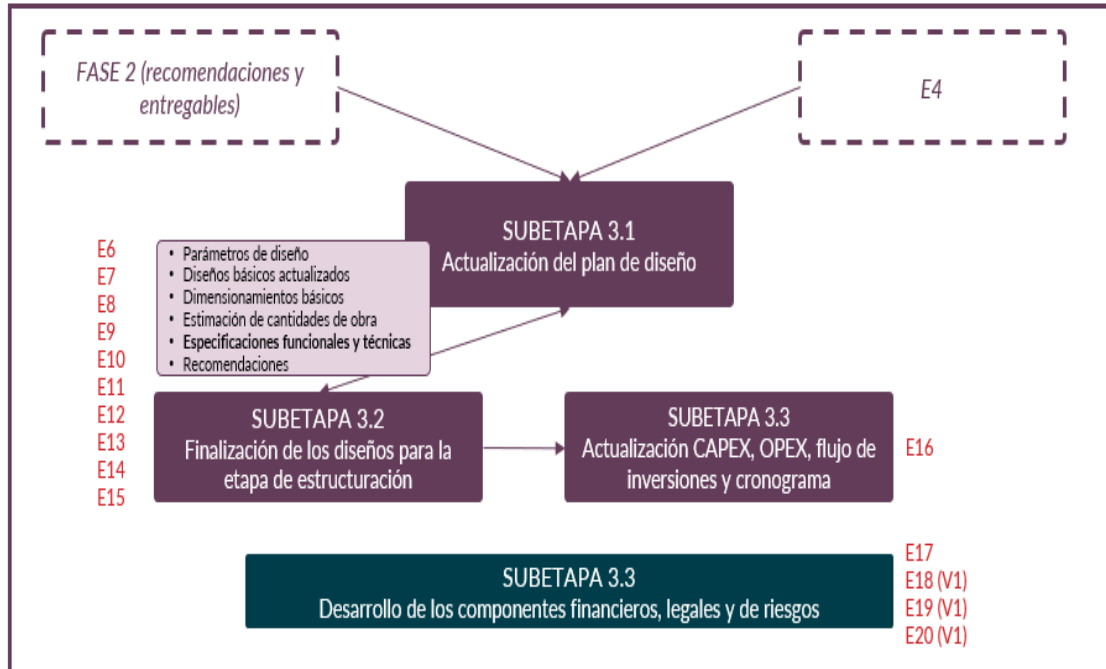 FASE 2 (recomendaciones y
entregables)
E4
SUBETAPA 3.1
Actualización del plan de diseño
E6
E7
E8
E9
E10
E11
E12
E13
E14
E15
• Parámetros de diseño
• Diseños básicos actualizados
• Dimensionamientos básicos
• Estimación de cantidades de obra
• Especificaciones funcionales y técnicas
• Recomendaciones
SUBETAPA 3.2
Finalización de los diseños para la
etapa de estructuración
SUBETAPA 3.3
Actualización CAPEX, OPEX, flujo de
inversiones y cronograma
E16
SUBETAPA 3.3
Desarrollo de los componentes financieros, legales y de riesgos
E17
E18 (V1)
E19 (V1)
E20 (V1)